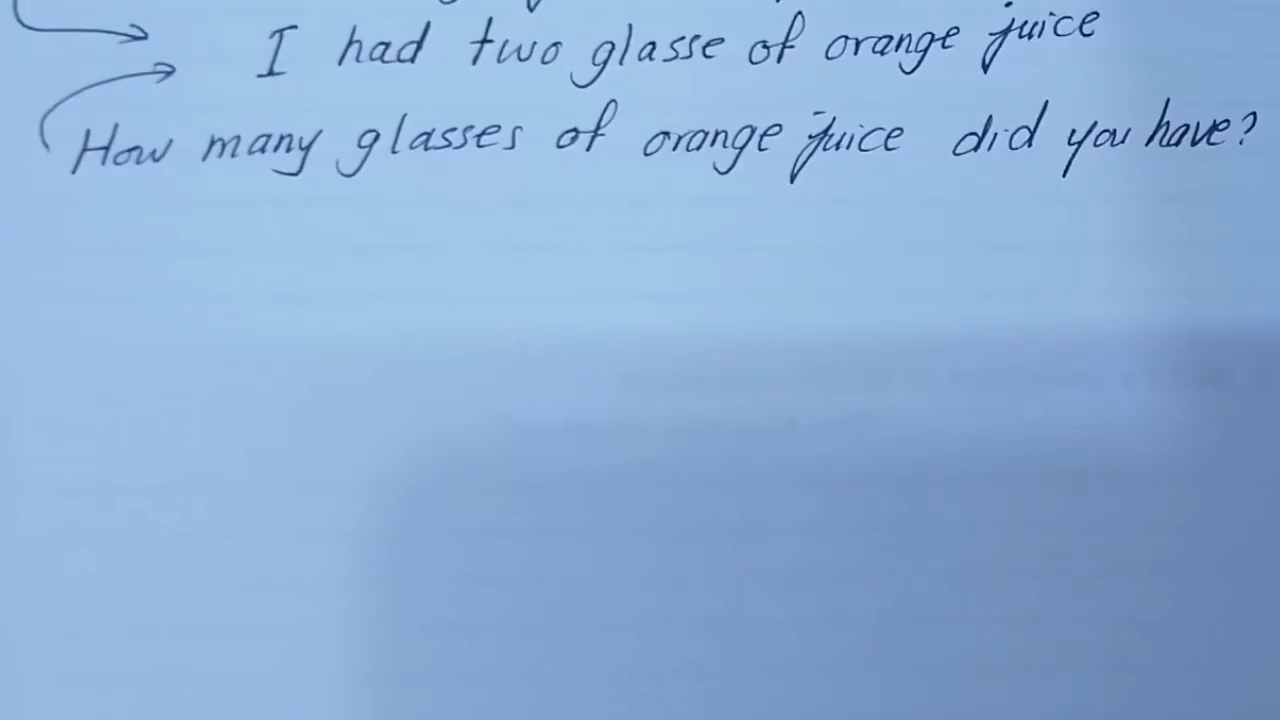 I had two glasse of orange juice
How many glasses of orange juice did you have?